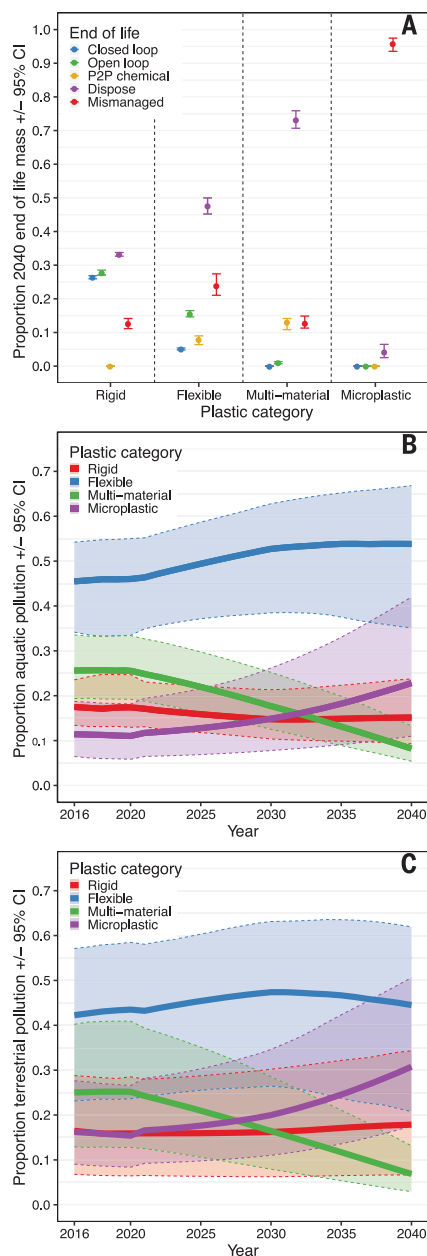 A
End of life
Closed loop
Open loop
P2P chemical
Dispose
Mismanaged
Proportion 2040 end of life mass +/− 95% CI
1.0
0.9
0.8
0.7
0.6
0.5
0.4
0.3
0.2
0.1
0.0
Rigid Flexible Multi−material Microplastic
Plastic category
B
Plastic category
Rigid
Flexible
Multi−material
Microplastic
Proportion aquatic pollution +/− 95% CI
0.7
0.6
0.5
0.4
0.3
0.2
0.1
0.0
2016 2020 2025 2030 2035 2040
Year
C
Plastic category
Rigid
Flexible
Multi−material
Microplastic
Proportion terrestrial pollution +/− 95% CI
0.7
0.6
0.5
0.4
0.3
0.2
0.1
0.0
2016 2020 2025 2030 2035 2040
Year